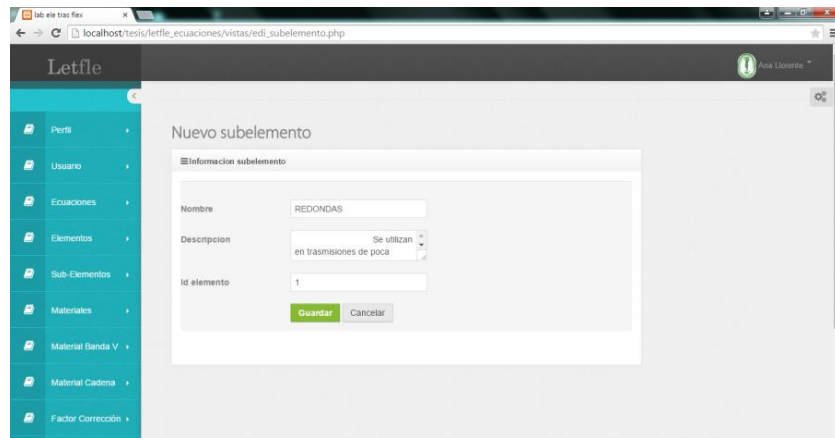 lab ele tras flex
localhost/tesis/letfle_ecuaciones/vistas/edi_subelemento.php
Letfle
Ana Llorente
Perfil
Usuario
Ecuaciones
Elementos
Sub-Elementos
Materiales
Material Banda V
Material Cadena
Factor Corrección
Nuevo subelemento
Informacion subelemento
Nombre
REDONDAS
Descripcion
Se utilizan
en trasmisiones de poca
Id elemento
1
Guardar Cancelar